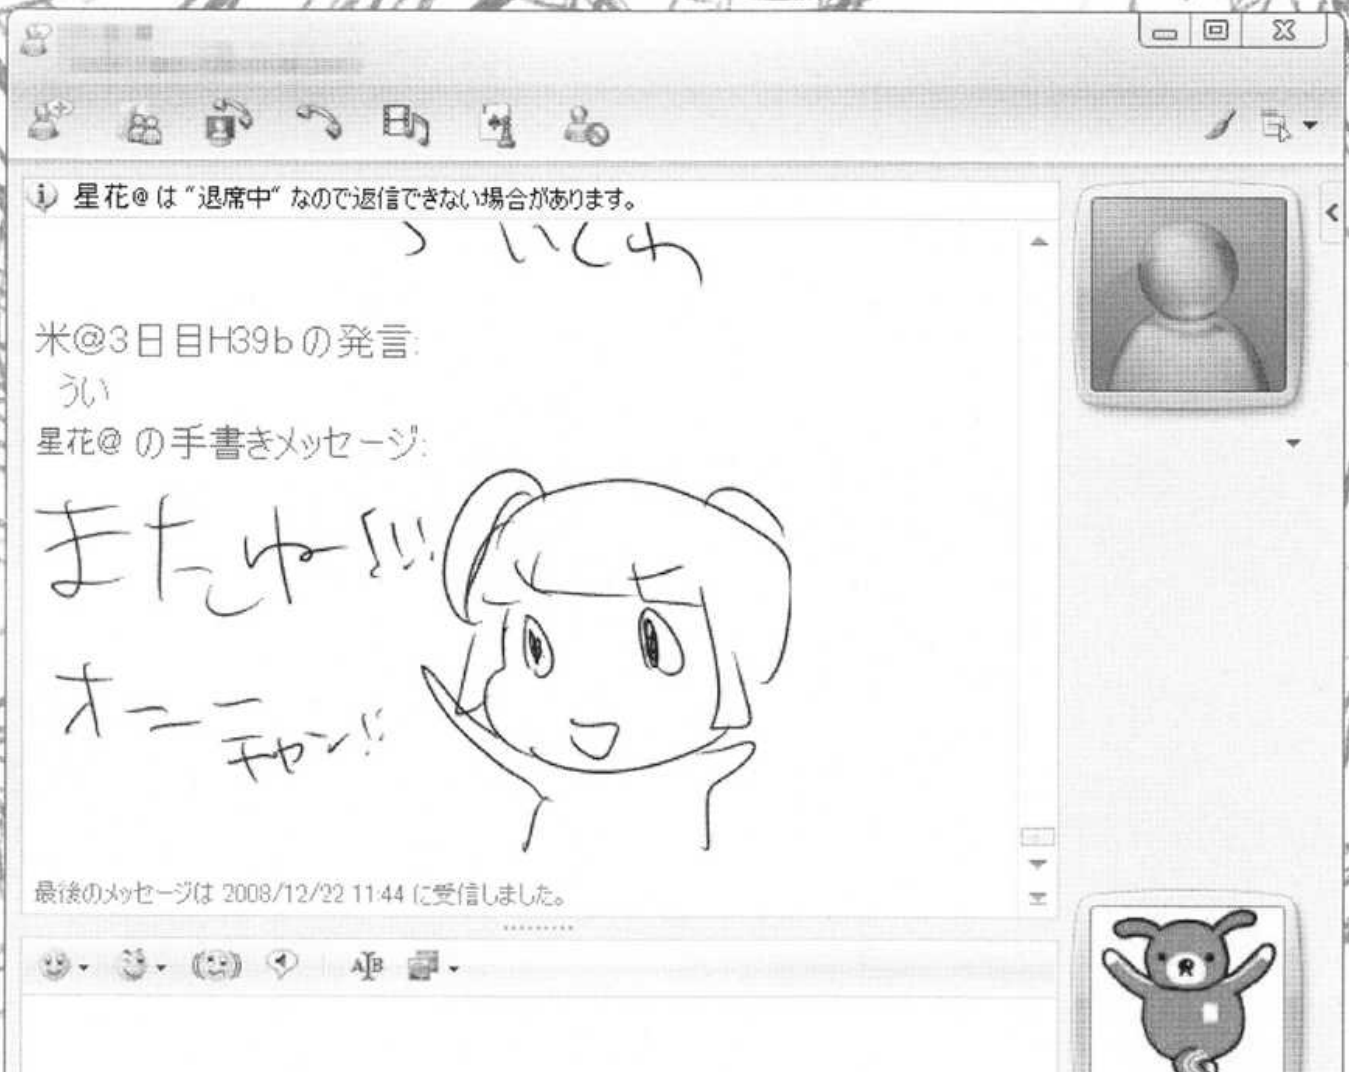 星花@ は “退席中” なので返信できない場合があります。
米@3日目H39b の発言:
うい
星花@ の手書きメッセージ:
またね!!!
オニーチャン!!
最後のメッセージは 2008/12/22 11:44 に受信しました。